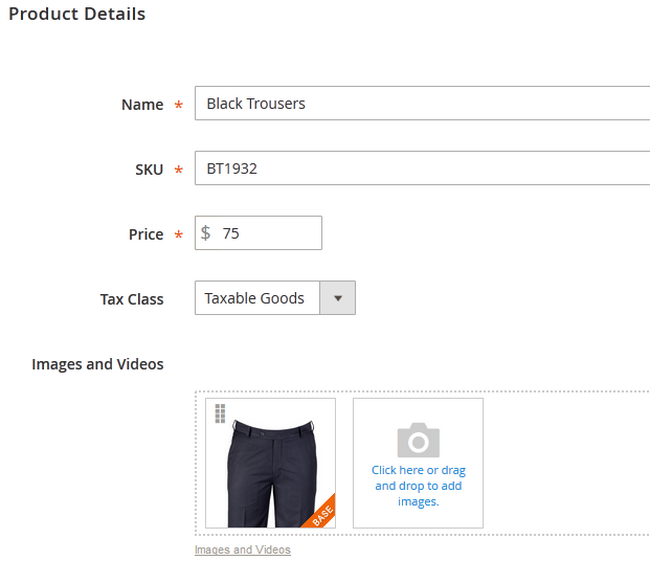 Product Details
Name * Black Trousers
SKU * BT1932
Price * $ 75
Tax Class Taxable Goods
Images and Videos
BASE
Click here or drag
and drop to add
images.
Images and Videos